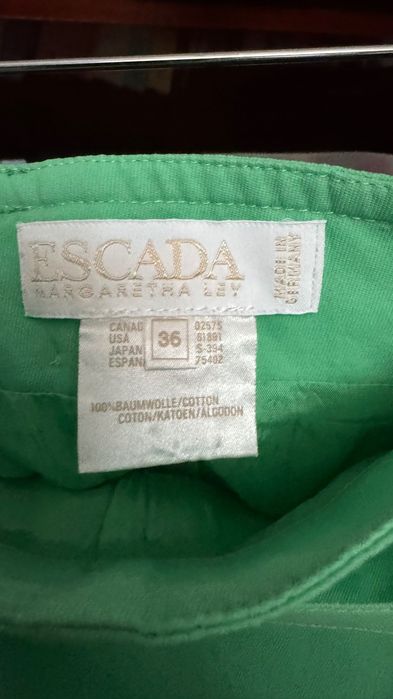 ESCADA
MARGARETHA LEY
MADE IN
GERMANY
CANAD 02575
USA 36 61891
JAPAN S-394
ESPAN 75402
100%BAUMWOLLE/COTTON
COTON/KATOEN/ALGODON